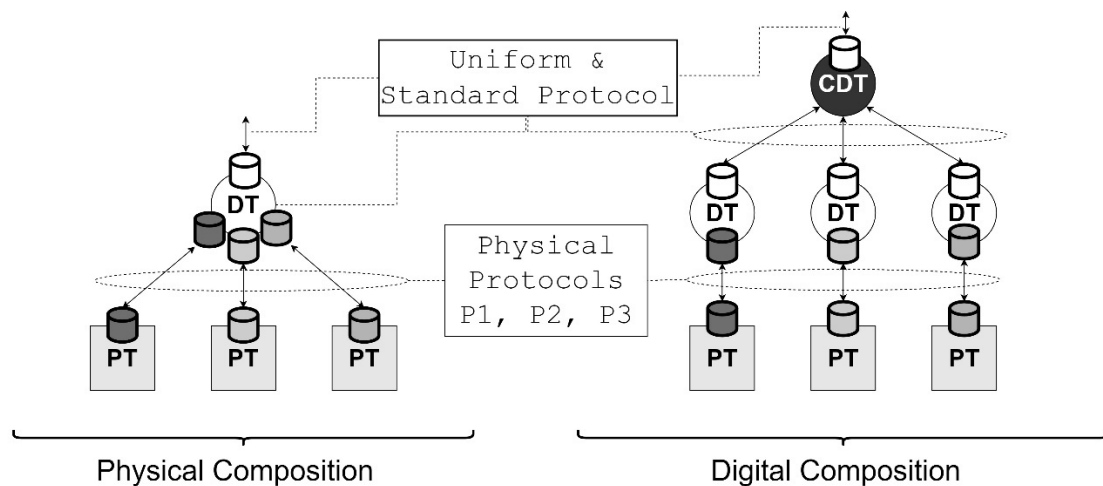 Uniform &
Standard Protocol
CDT
DT
DT
DT
DT
Physical
Protocols
P1, P2, P3
PT
PT
PT
PT
PT
PT
Physical Composition
Digital Composition